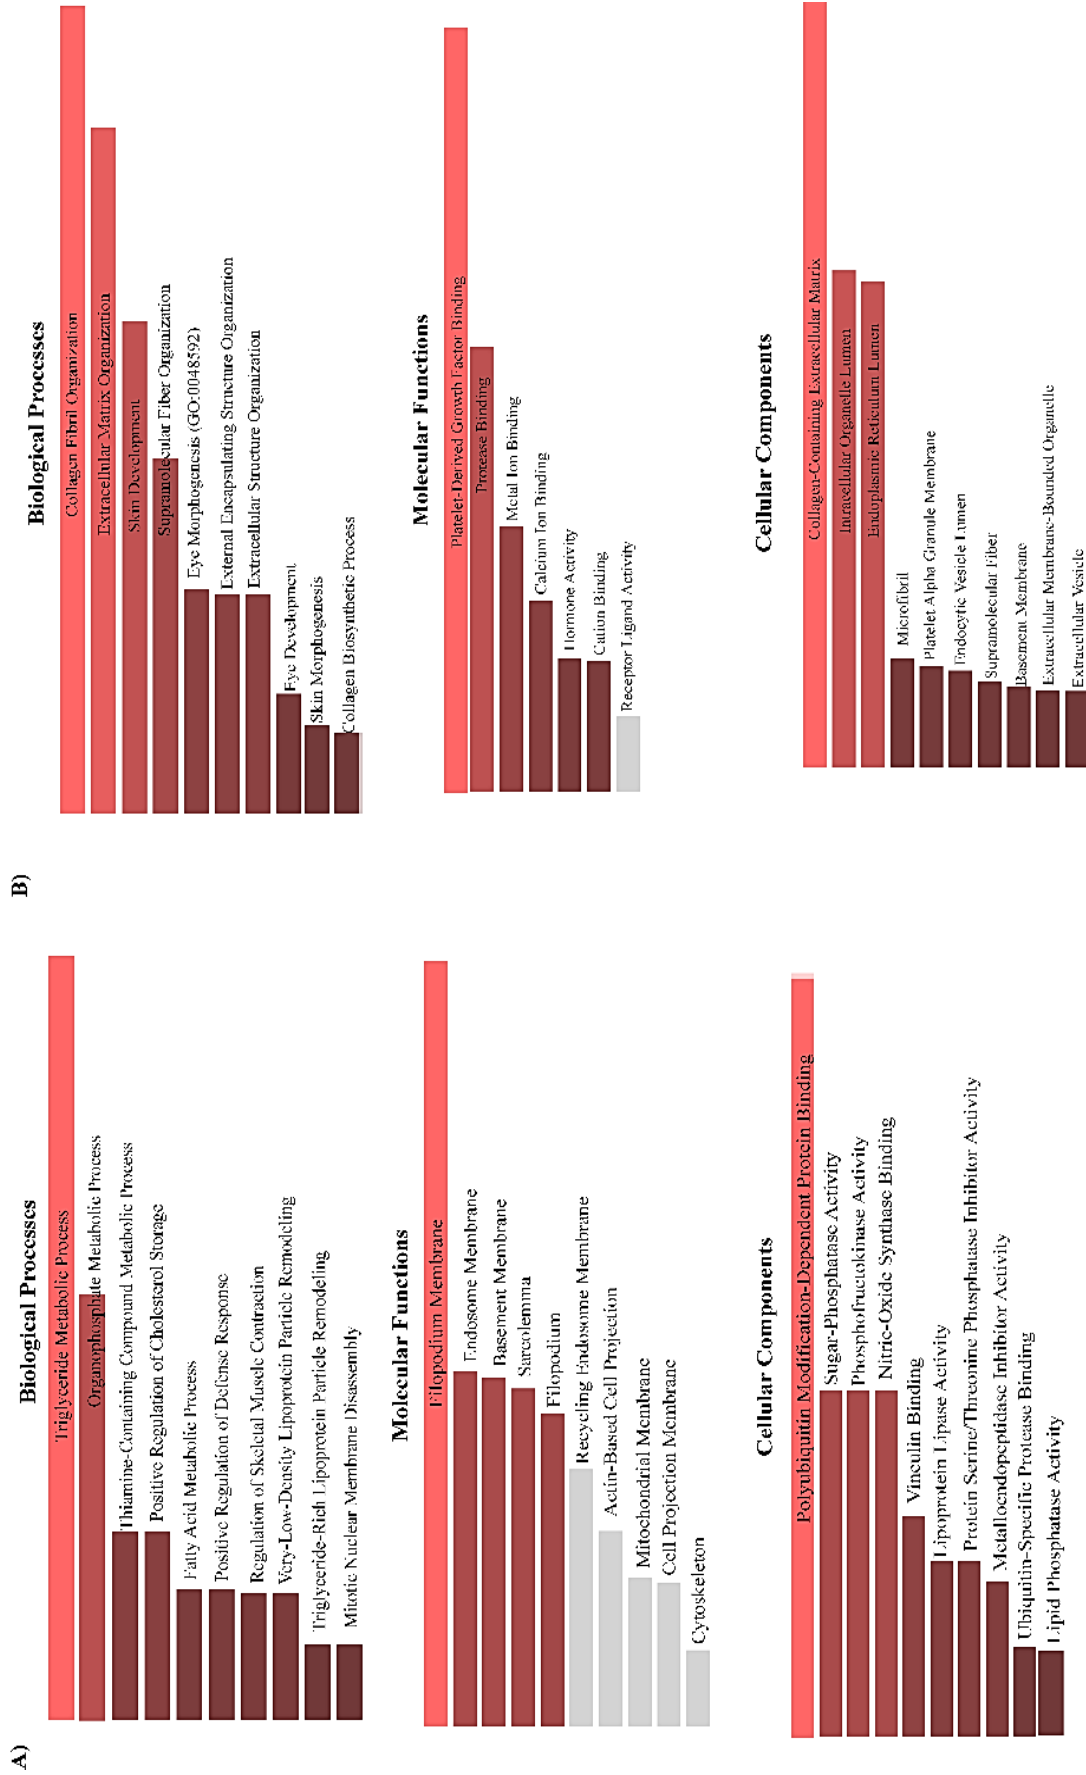 A)
Biological Processes
Triglyceride Metabolic Process
Organophosphate Metabolic Process
Thiamine-Containing Compound Metabolic Process
Positive Regulation of Cholesterol Storage
Fatty Acid Metabolic Process
Positive Regulation of Defense Response
Regulation of Skeletal Muscle Contraction
Very-Low-Density Lipoprotein Particle Remodeling
Triglyceride-Rich Lipoprotein Particle Remodeling
Mitotic Nuclear Membrane Disassembly
Molecular Functions
Filopodium Membrane
Endosome Membrane
Basement Membrane
Sarcolemma
Filopodium
Recycling Endosome Membrane
Actin-Based Cell Projection
Mitochondrial Membrane
Cell Projection Membrane
Cytoskeleton
Cellular Components
Polyubiquitin Modification-Dependent Protein Binding
Sugar-Phosphatase Activity
Phosphofructokinase Activity
Nitric-Oxide Synthase Binding
Vinculin Binding
Lipoprotein Lipase Activity
Protein Serine/Threonine Phosphatase Inhibitor Activity
Metalloendopeptidase Inhibitor Activity
Ubiquitin-Specific Protease Binding
Lipid Phosphatase Activity
B)
Biological Processes
Collagen Fibril Organization
Extracellular Matrix Organization
Skin Development
Supramolecular Fiber Organization
Eye Morphogenesis (GO:0048592)
External Encapsulating Structure Organization
Extracellular Structure Organization
Eye Development
Skin Morphogenesis
Collagen Biosynthetic Process
Molecular Functions
Platelet-Derived Growth Factor Binding
Protease Binding
Metal Ion Binding
Calcium Ion Binding
Hormone Activity
Cation Binding
Receptor Ligand Activity
Cellular Components
Collagen-Containing Extracellular Matrix
Intracellular Organelle Lumen
Endoplasmic Reticulum Lumen
Microfibril
Platelet Alpha Granule Membrane
Endocytic Vesicle Lumen
Supramolecular Fiber
Basement Membrane
Extracellular Membrane-Bounded Organelle
Extracellular Vesicle